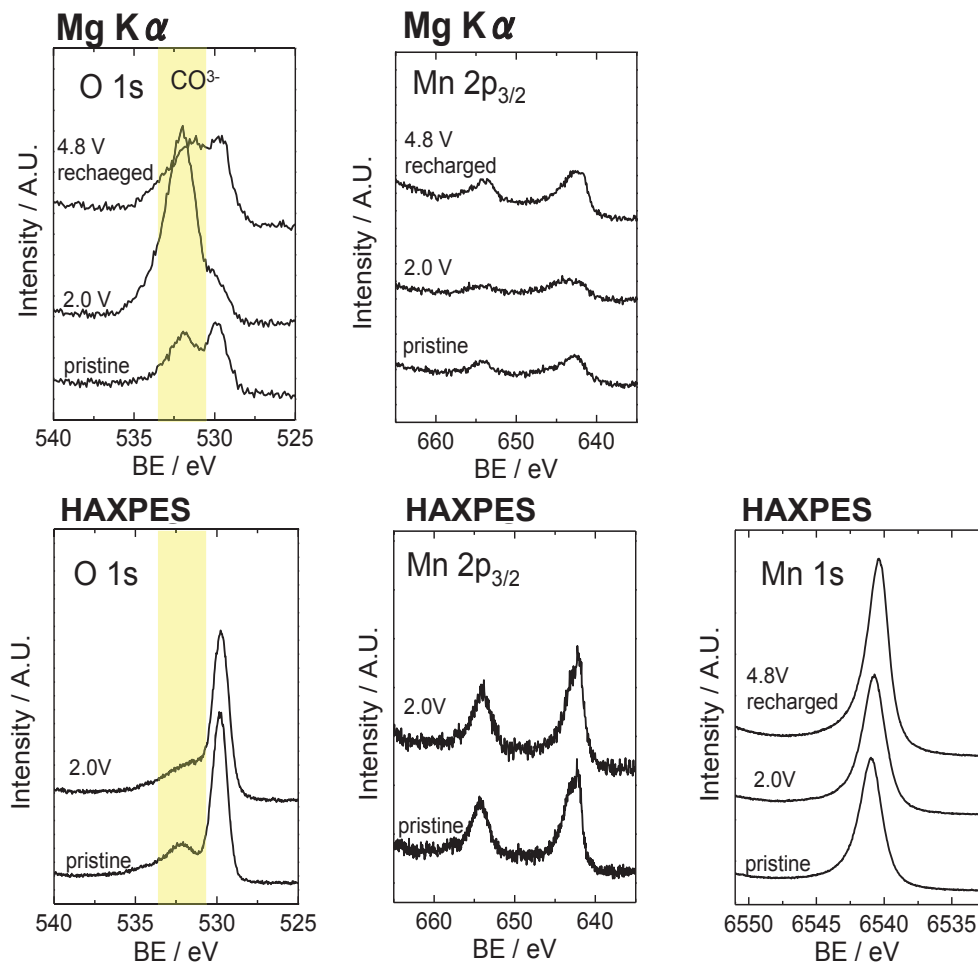 Mg K α
O 1s
CO³⁻
4.8 V
rechaeged
2.0 V
pristine
Intensity / A.U.
540 535 530 525
BE / eV
Mg K α
Mn 2p₃/₂
4.8 V
recharged
2.0 V
pristine
Intensity / A.U.
660 650 640
BE / eV
HAXPES
O 1s
2.0V
pristine
Intensity / A.U.
540 535 530 525
BE / eV
HAXPES
Mn 2p₃/₂
2.0V
pristine
Intensity / A.U.
660 650 640
BE / eV
HAXPES
Mn 1s
4.8V
recharged
2.0V
pristine
Intensity / A.U.
6550 6545 6540 6535
BE / eV